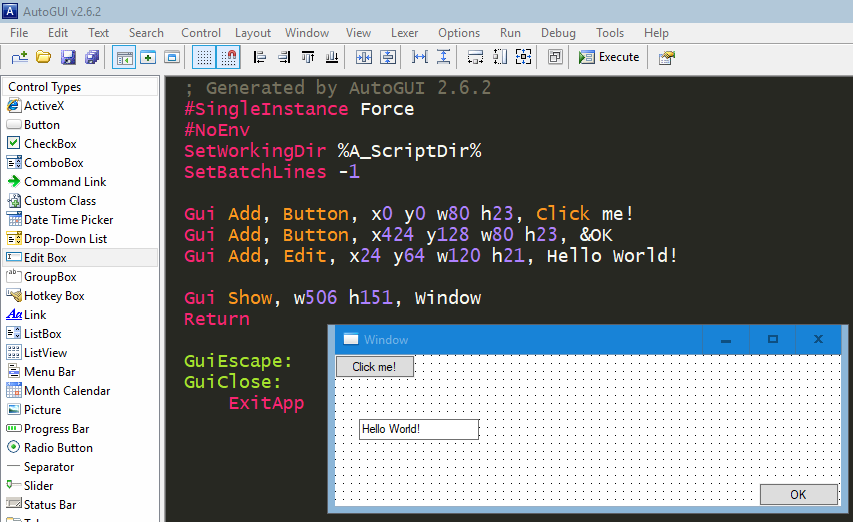 AutoGUI v2.6.2
File Edit Text Search Control Layout Window View Lexer Options Run Debug Tools Help
Execute
Control Types
ActiveX
Button
CheckBox
ComboBox
Command Link
Custom Class
Date Time Picker
Drop-Down List
Edit Box
GroupBox
Hotkey Box
Link
ListBox
ListView
Menu Bar
Month Calendar
Picture
Progress Bar
Radio Button
Separator
Slider
Status Bar
; Generated by AutoGUI 2.6.2
#SingleInstance Force
#NoEnv
SetWorkingDir %A_ScriptDir%
SetBatchLines -1
Gui Add, Button, x0 y0 w80 h23, Click me!
Gui Add, Button, x424 y128 w80 h23, &OK
Gui Add, Edit, x24 y64 w120 h21, Hello World!
Gui Show, w506 h151, Window
Return
GuiEscape:
GuiClose:
ExitApp
Window
Click me!
Hello World!
OK